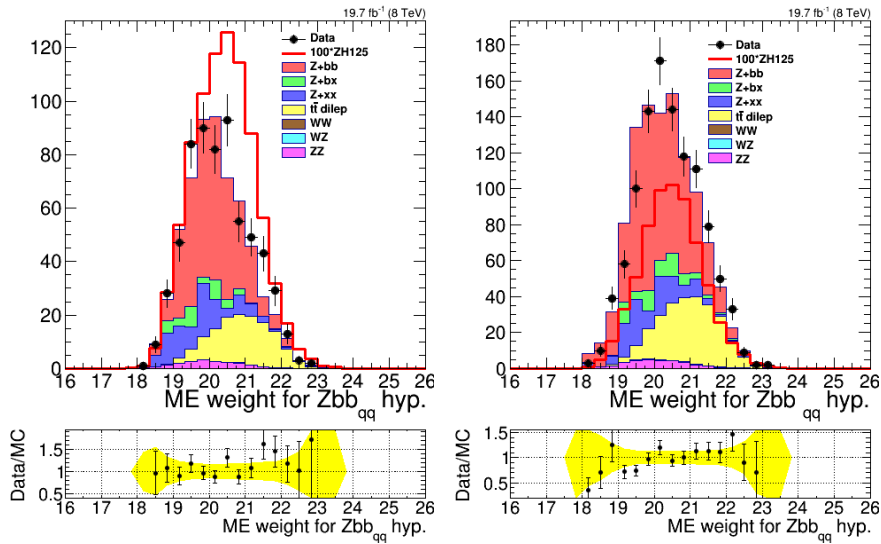 19.7 fb⁻¹ (8 TeV)
120
100
80
60
40
20
0
Data
100*ZH125
Z+bb
Z+bx
Z+xx
tt̄ dilep
WW
WZ
ZZ
16 17 18 19 20 21 22 23 24 25 26
ME weight for Zbb_qq hyp.
Data/MC
1.5
1
0.5
16 17 18 19 20 21 22 23 24 25 26
ME weight for Zbb_qq hyp.
19.7 fb⁻¹ (8 TeV)
180
160
140
120
100
80
60
40
20
0
Data
100*ZH125
Z+bb
Z+bx
Z+xx
tt̄ dilep
WW
WZ
ZZ
16 17 18 19 20 21 22 23 24 25 26
ME weight for Zbb_qq hyp.
Data/MC
1.5
1
0.5
16 17 18 19 20 21 22 23 24 25 26
ME weight for Zbb_qq hyp.